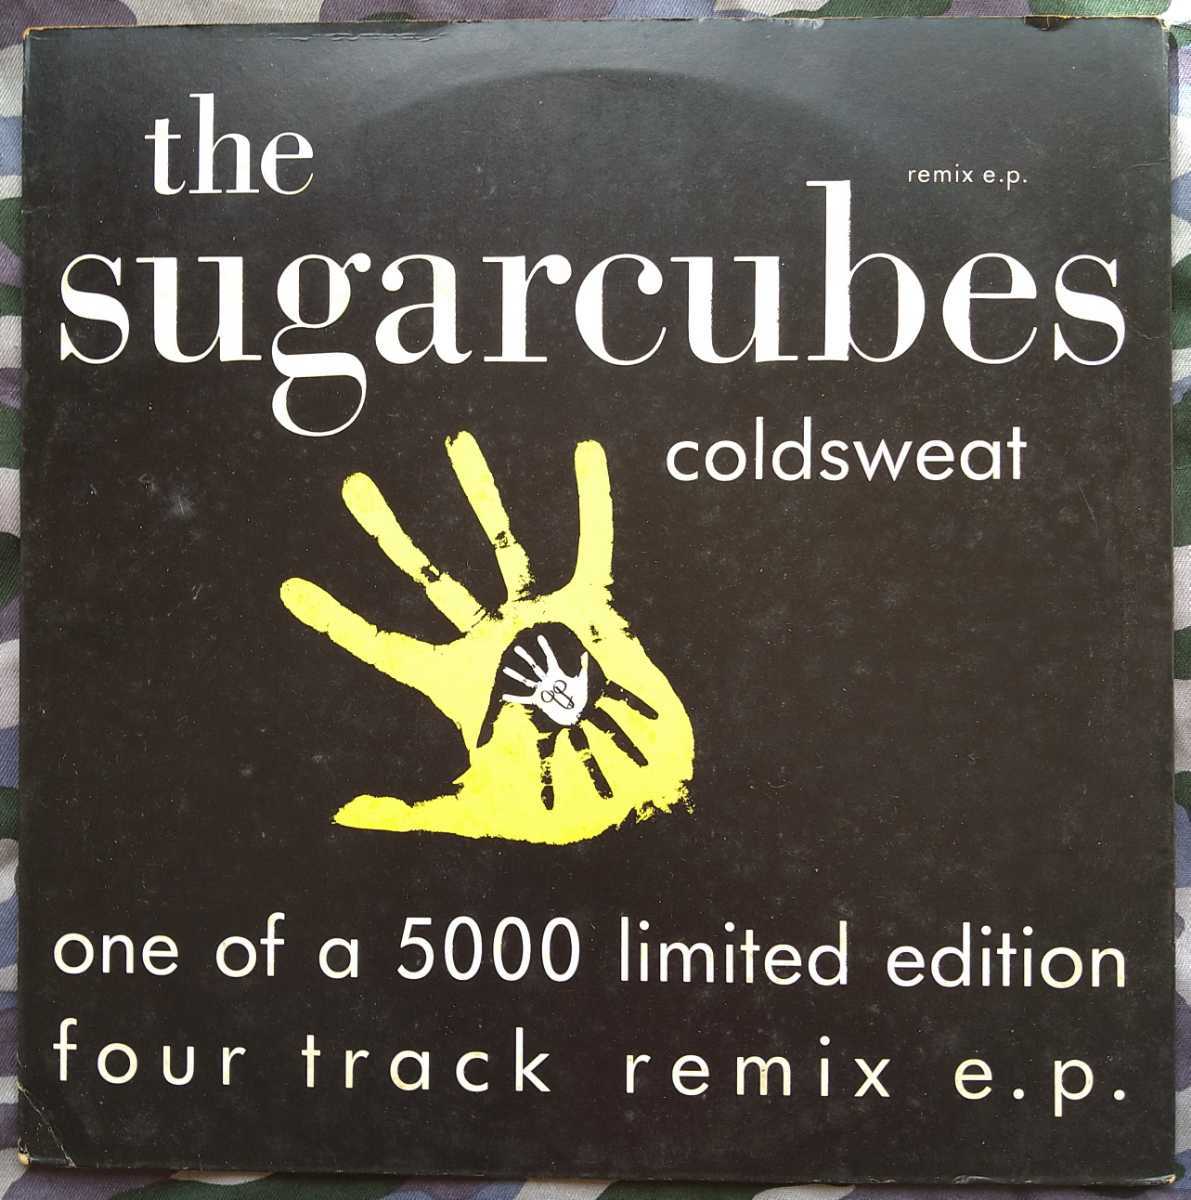 the
remix e.p.
sugarcubes
coldsweat
one of a 5000 limited edition
four track remix e.p.